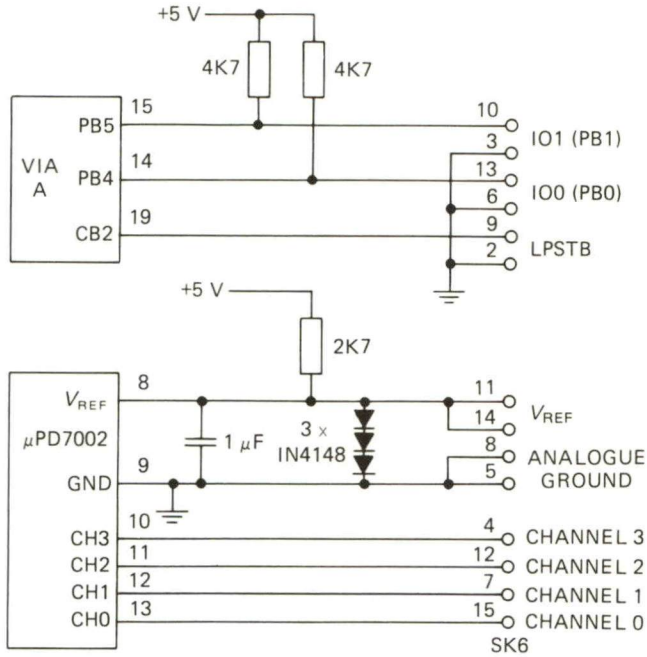 +5 V
4K7 4K7
15 10
PB5
3 IO1 (PB1)
VIA
A
14 13
PB4
6 IO0 (PB0)
19 9
CB2
2 LPSTB
+5 V
2K7
8 11
VREF
14 VREF
μPD7002
1 μF
3 ×
IN4148
8 ANALOGUE
9 5 GROUND
GND
10 4 CHANNEL 3
CH3
11 12 CHANNEL 2
CH2
12 7 CHANNEL 1
CH1
13 15 CHANNEL 0
CH0
SK6